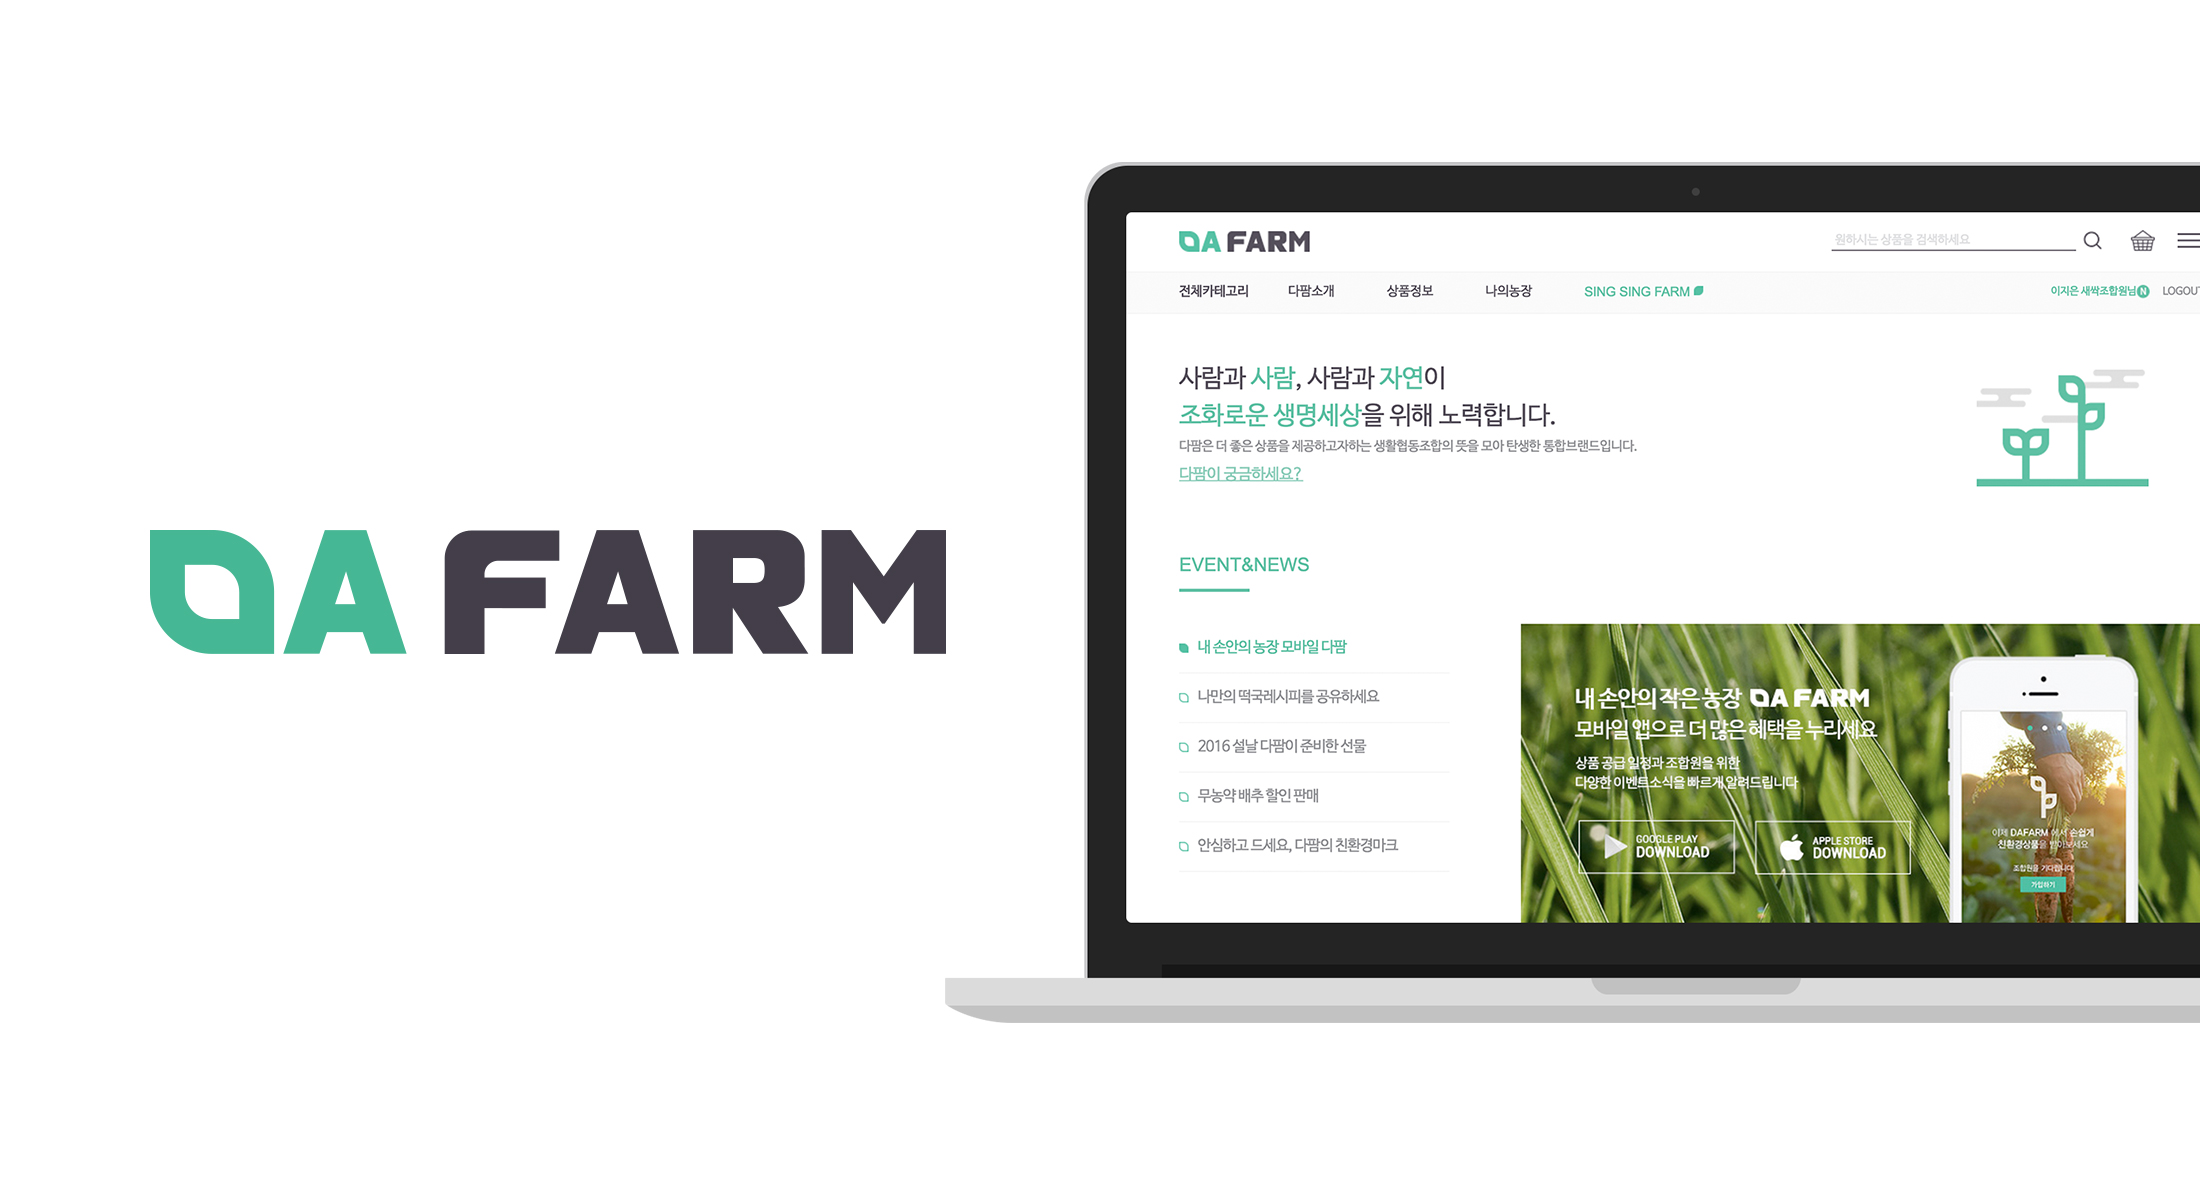 DA FARM
DA FARM
원하시는 상품을 검색하세요
전체카테고리 다팜소개 상품정보 나의농장 SING SING FARM
이지은 새싹조합원님 N LOGOUT
사람과 사람, 사람과 자연이
조화로운 생명세상을 위해 노력합니다.
다팜은 더 좋은 상품을 제공하고자하는 생활협동조합의 뜻을 모아 탄생한 통합브랜드입니다.
다팜이 궁금하세요?
EVENT&NEWS
내 손안의 농장 모바일 다팜
나만의 떡국레시피를 공유하세요
2016 설날 다팜이 준비한 선물
무농약 배추 할인 판매
안심하고 드세요, 다팜의 친환경마크
내 손안의 작은 농장 DA FARM
모바일 앱으로 더 많은 혜택을 누리세요
상품 공급 일정과 조합원을 위한
다양한 이벤트소식을 빠르게 알려드립니다
GOOGLE PLAY
DOWNLOAD
APPLE STORE
DOWNLOAD
이제 DAFARM 에서 손쉽게
친환경상품을 받아보세요
조합원을 기다립니다
가입하기